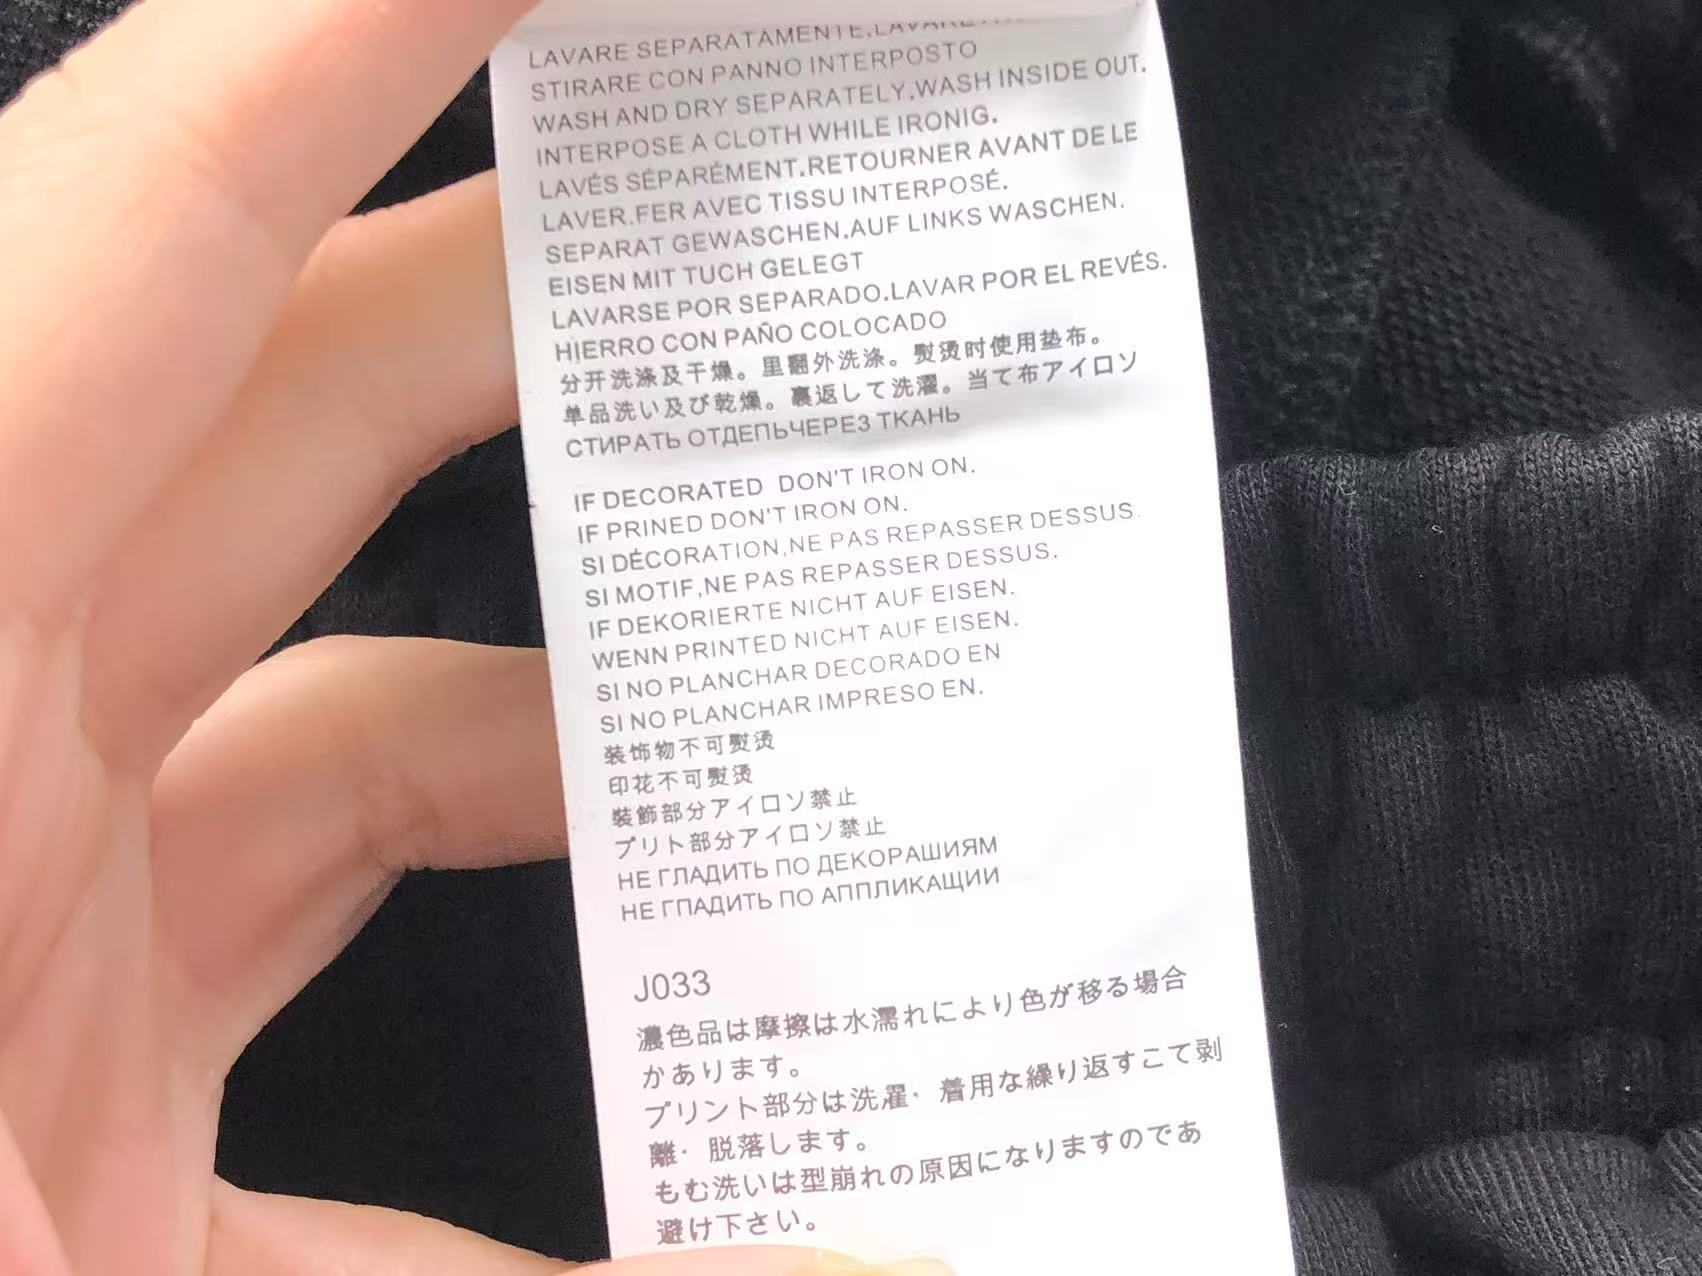 LAVARE SEPARATAMENTE.LAVARE
STIRARE CON PANNO INTERPOSTO
WASH AND DRY SEPARATELY,WASH INSIDE OUT.
INTERPOSE A CLOTH WHILE IRONIG.
LAVÉS SÉPARÉMENT.RETOURNER AVANT DE LE
LAVER.FER AVEC TISSU INTERPOSÉ.
SEPARAT GEWASCHEN.AUF LINKS WASCHEN.
EISEN MIT TUCH GELEGT
LAVARSE POR SEPARADO.LAVAR POR EL REVÉS.
HIERRO CON PAÑO COLOCADO
分开洗涤及干燥。里翻外洗涤。熨烫时使用垫布。
单品洗い及び乾燥。裏返して洗濯。当て布アイロソ
СТИРАТЬ ОТДЕПЬЧЕРЕЗ ТКАНЬ
IF DECORATED DON'T IRON ON.
IF PRINED DON'T IRON ON.
SI DÉCORATION,NE PAS REPASSER DESSUS.
SI MOTIF,NE PAS REPASSER DESSUS.
IF DEKORIERTE NICHT AUF EISEN.
WENN PRINTED NICHT AUF EISEN.
SI NO PLANCHAR DECORADO EN
SI NO PLANCHAR IMPRESO EN.
装饰物不可熨烫
印花不可熨烫
裝飾部分アイロソ禁止
プリト部分アイロソ禁止
НЕ ГЛАДИТЬ ПО ДЕКОРАШИЯМ
НЕ ГПАДИТЬ ПО АППЛИКАЩИИ
J033
濃色品は摩擦は水濡れにより色が移る場合
かあります。
プリント部分は洗濯·着用な繰り返すこて剥
離·脱落します。
もむ洗いは型崩れの原因になりますのであ
避け下さい。